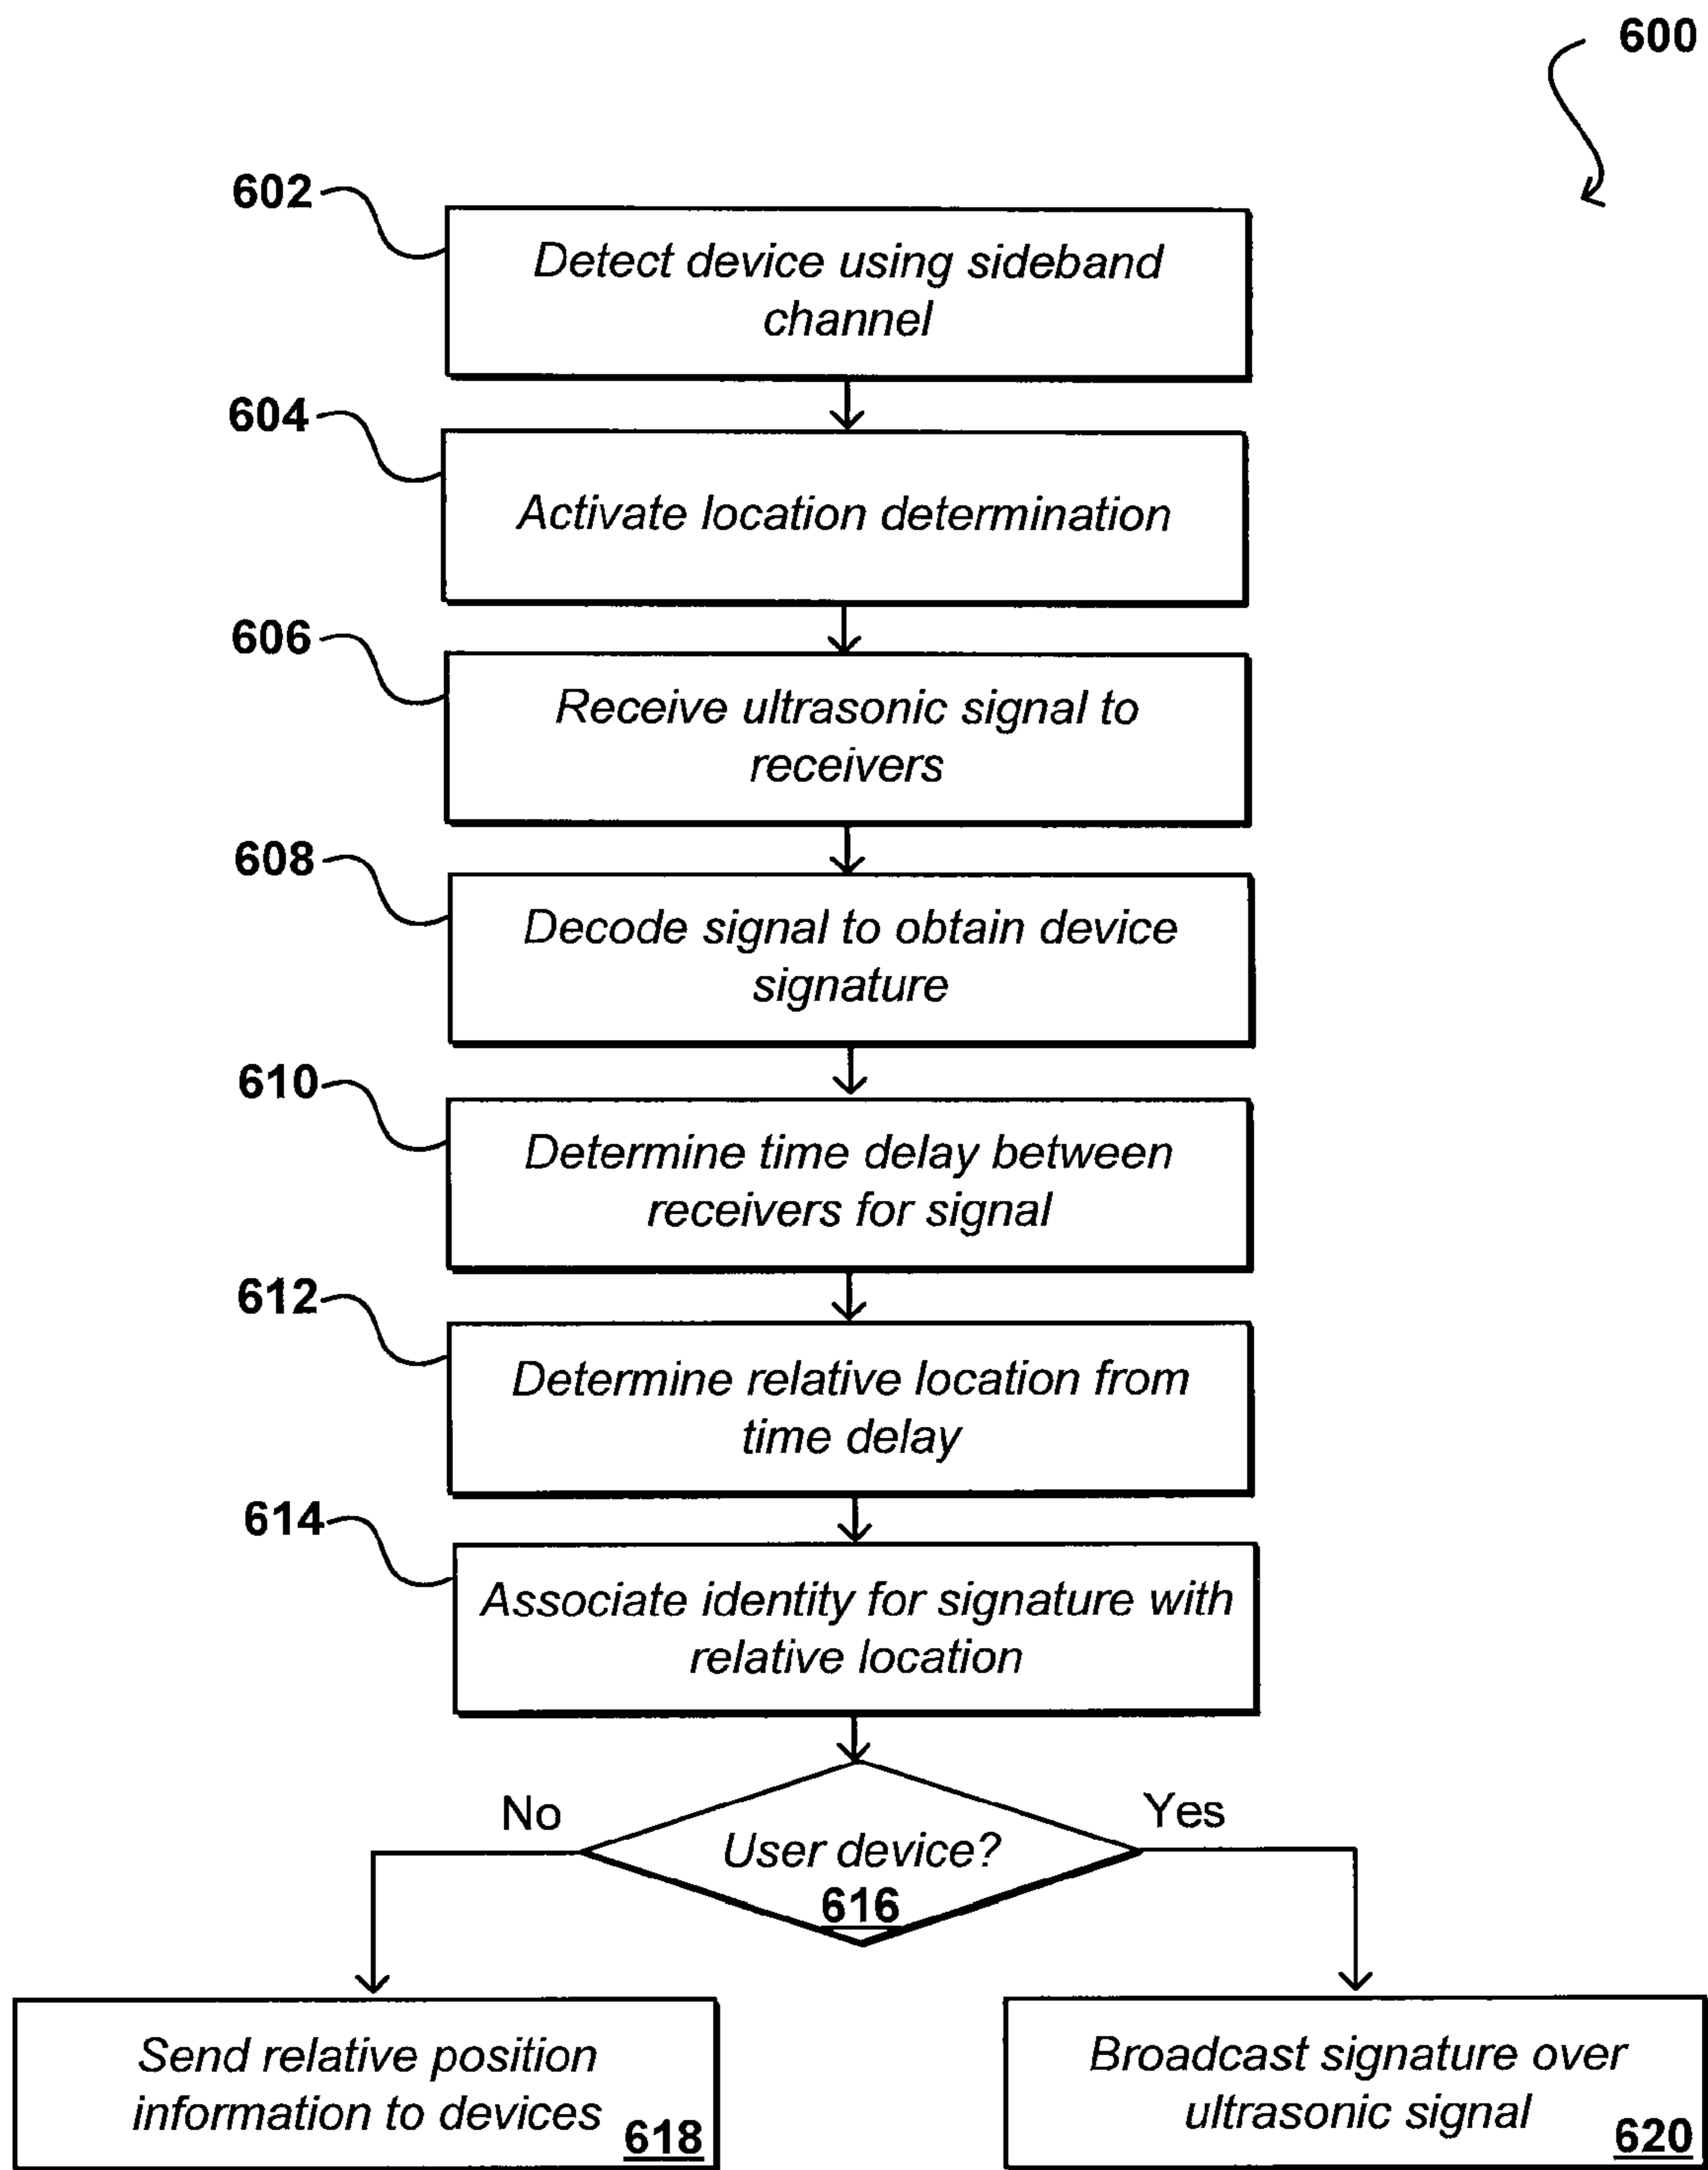 600
602
Detect device using sideband
channel
604
Activate location determination
606
Receive ultrasonic signal to
receivers
608
Decode signal to obtain device
signature
610
Determine time delay between
receivers for signal
612
Determine relative location from
time delay
614
Associate identity for signature with
relative location
No
Yes
User device?
616
Send relative position
information to devices
618
Broadcast signature over
ultrasonic signal
620